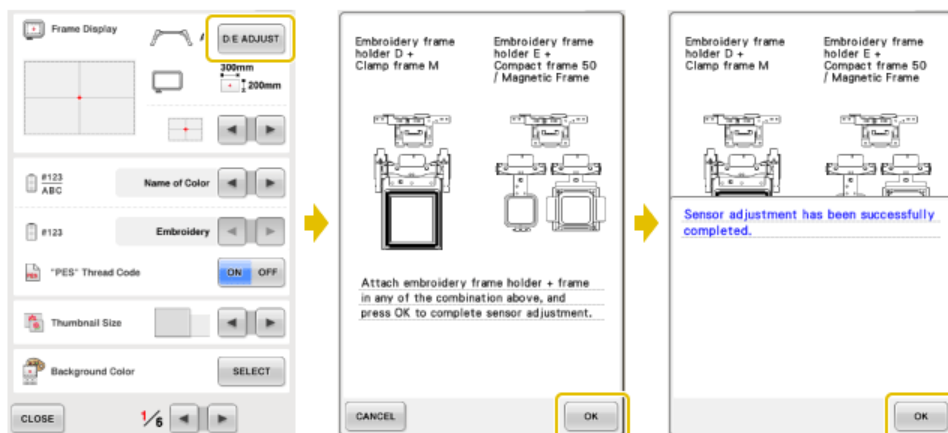 Frame Display
D·E ADJUST
300mm
200mm
#123
ABC
Name of Color
#123
Embroidery
"PES" Thread Code
ON OFF
Thumbnail Size
Background Color
SELECT
CLOSE
1/6
Embroidery frame
holder D +
Clamp frame M
Embroidery frame
holder E +
Compact frame 50
/ Magnetic Frame
Attach embroidery frame holder + frame
in any of the combination above, and
press OK to complete sensor adjustment.
CANCEL
OK
Embroidery frame
holder D +
Clamp frame M
Embroidery frame
holder E +
Compact frame 50
/ Magnetic Frame
Sensor adjustment has been successfully
completed.
OK